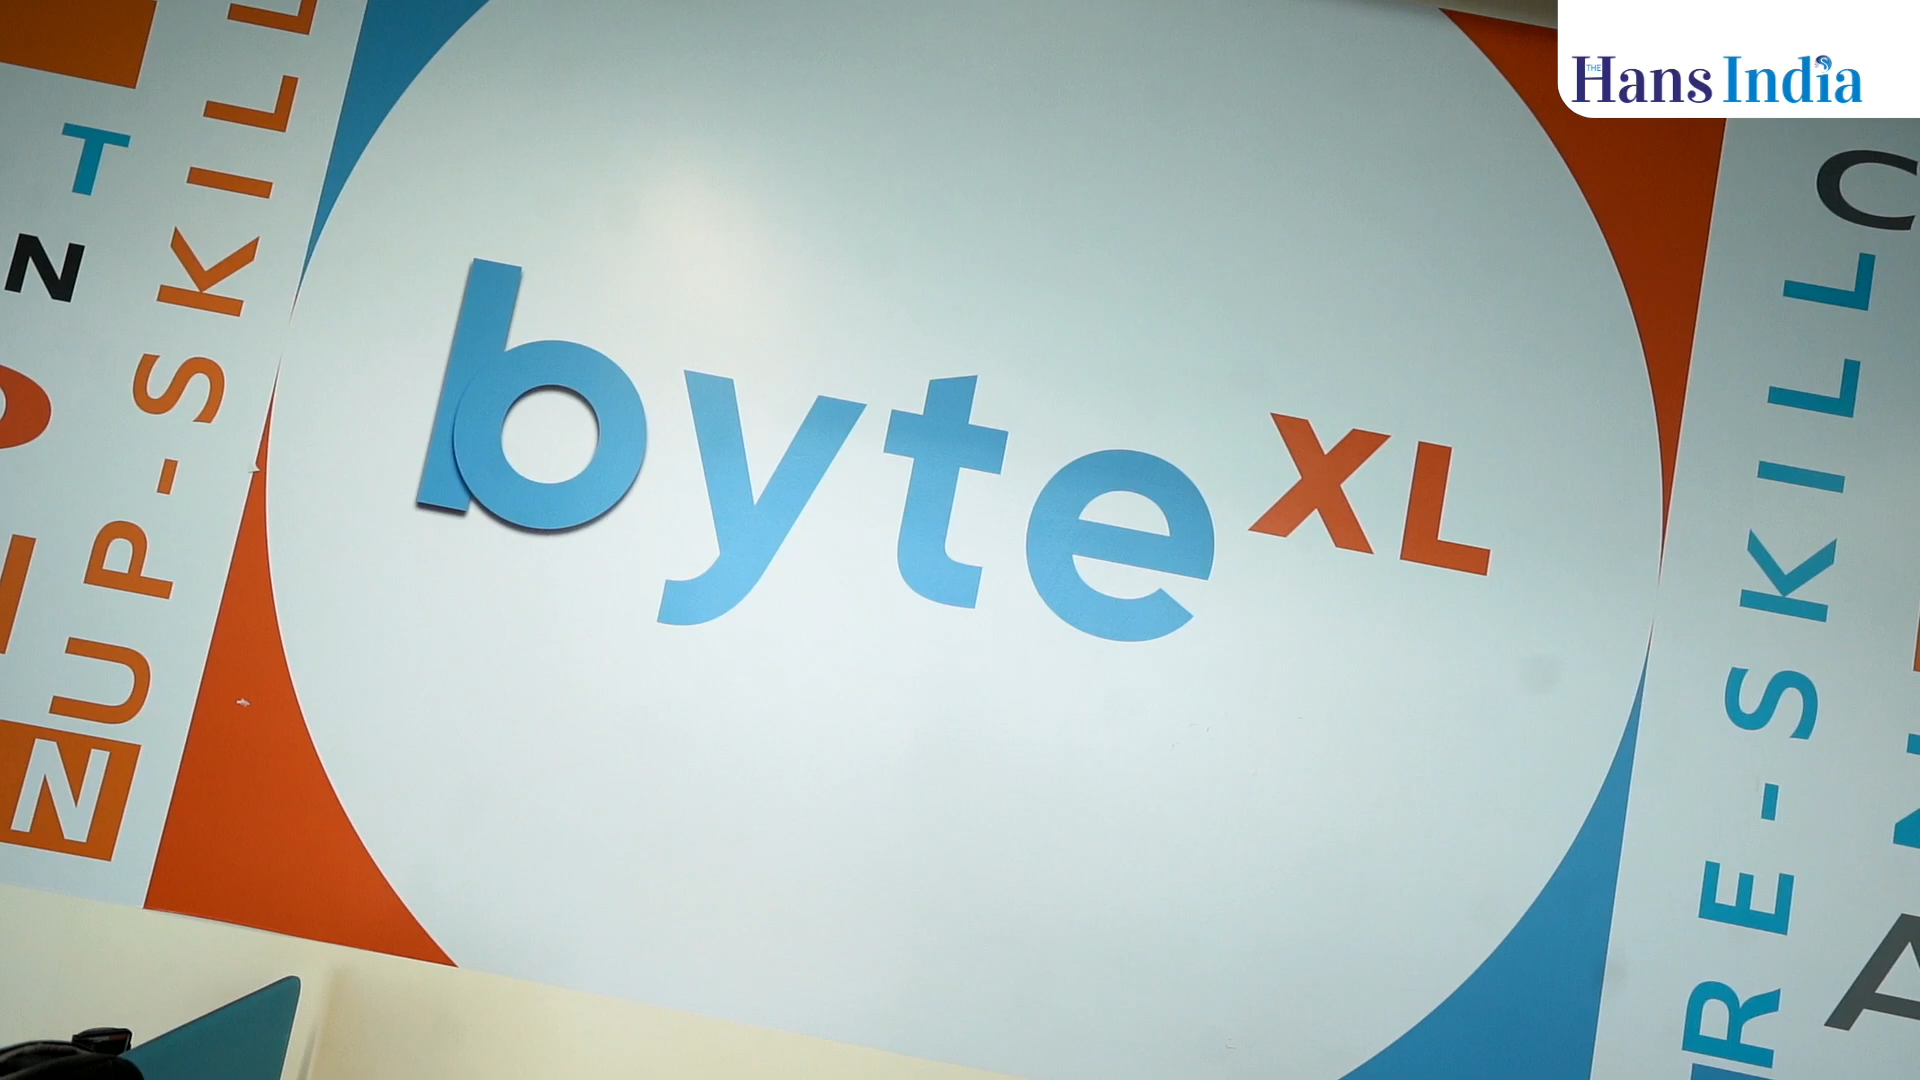 THE
Hans India
byte XL
UP-SKILL
RE-SKILL
N
T
N
C
A